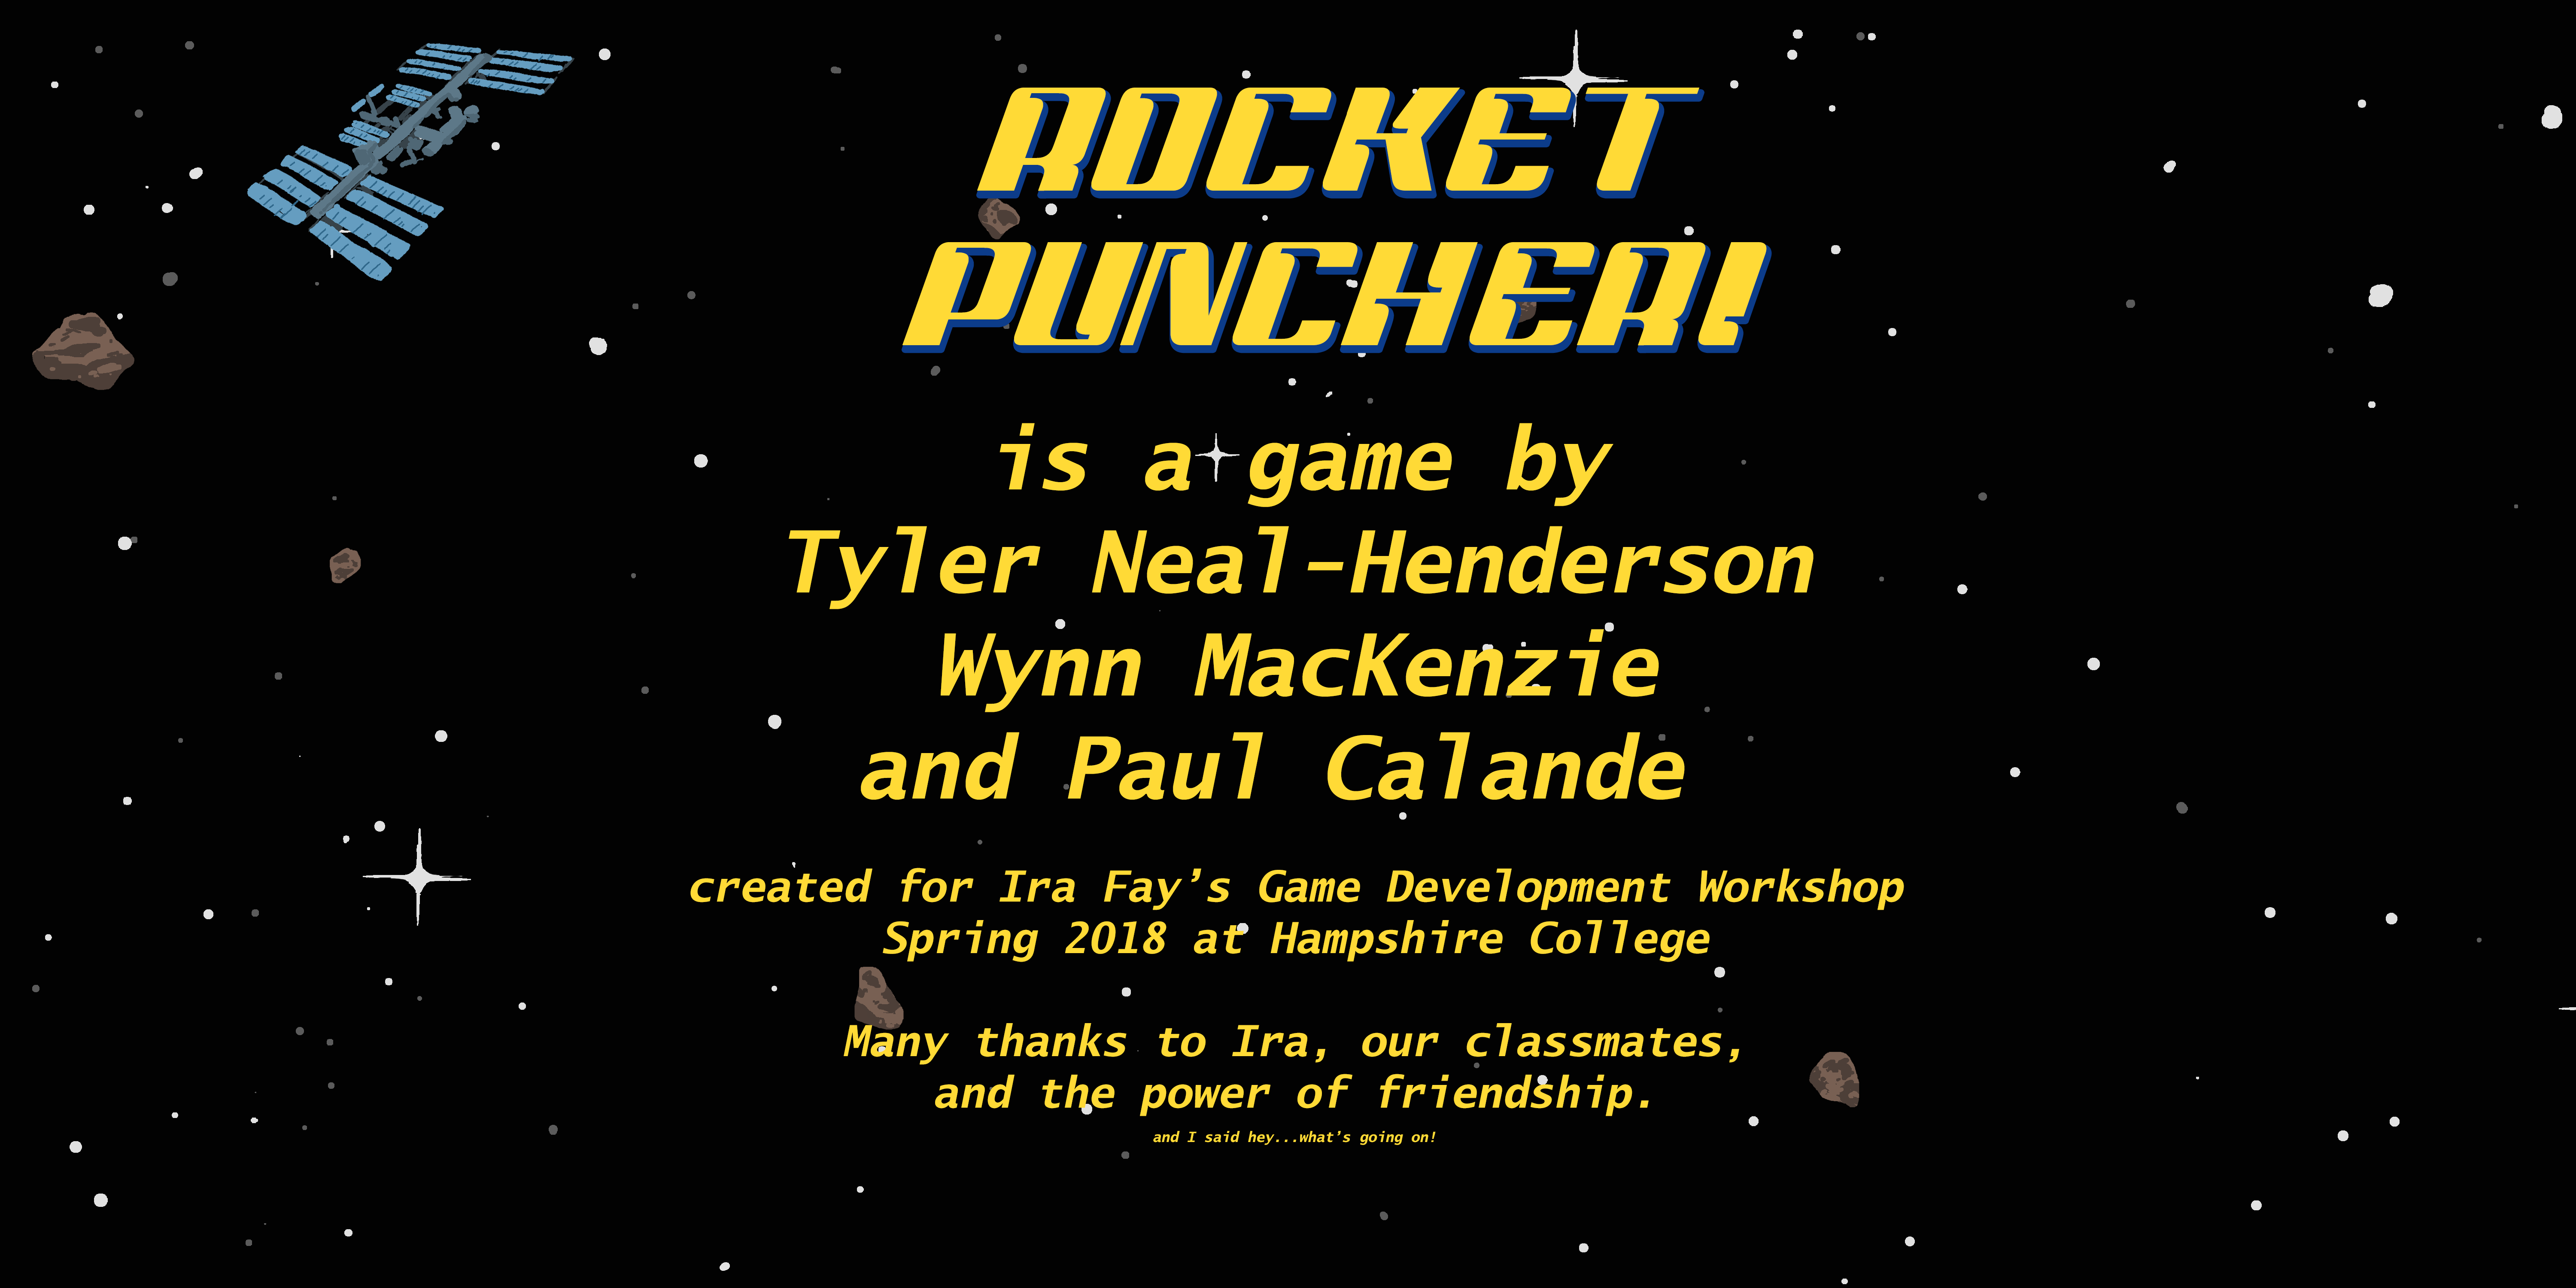 ROCKET
PUNCHER!
is a game by
Tyler Neal-Henderson
Wynn MacKenzie
and Paul Calande
created for Ira Fay’s Game Development Workshop
Spring 2018 at Hampshire College
Many thanks to Ira, our classmates,
and the power of friendship.
and I said hey...what’s going on!